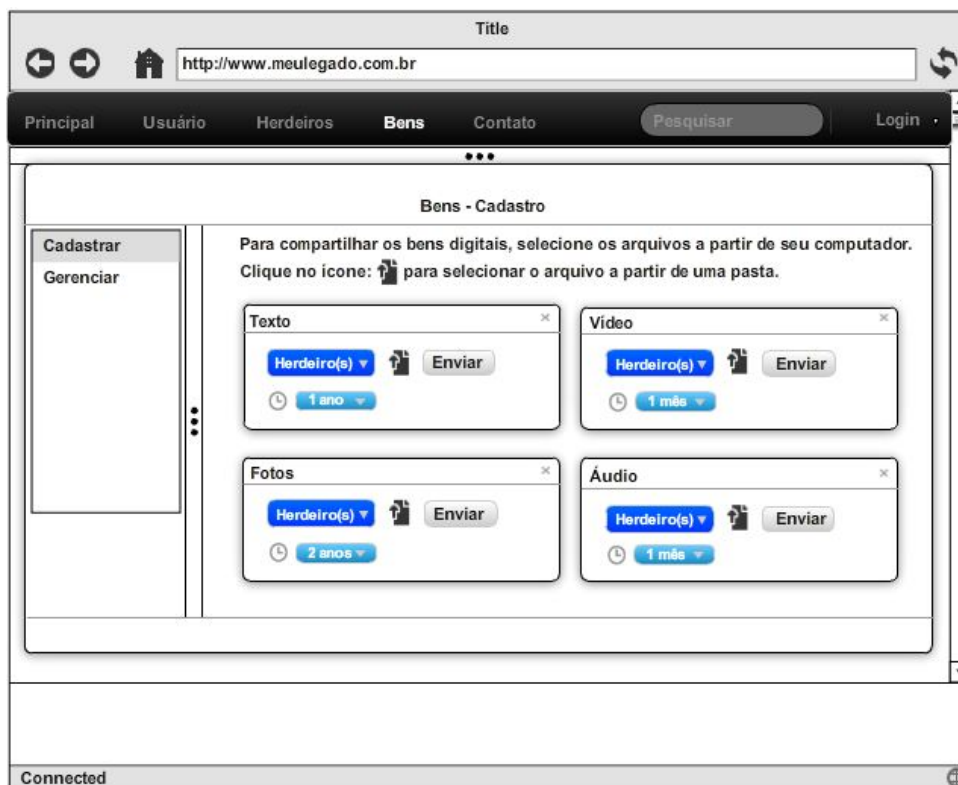 Title
http://www.meulegado.com.br
Principal Usuário Herdeiros Bens Contato Pesquisar Login
Bens - Cadastro
Cadastrar
Gerenciar
Para compartilhar os bens digitais, selecione os arquivos a partir de seu computador.
Clique no ícone: para selecionar o arquivo a partir de uma pasta.
Texto
Herdeiro(s) Enviar
1 ano
Vídeo
Herdeiro(s) Enviar
1 mês
Fotos
Herdeiro(s) Enviar
2 anos
Áudio
Herdeiro(s) Enviar
1 mês
Connected